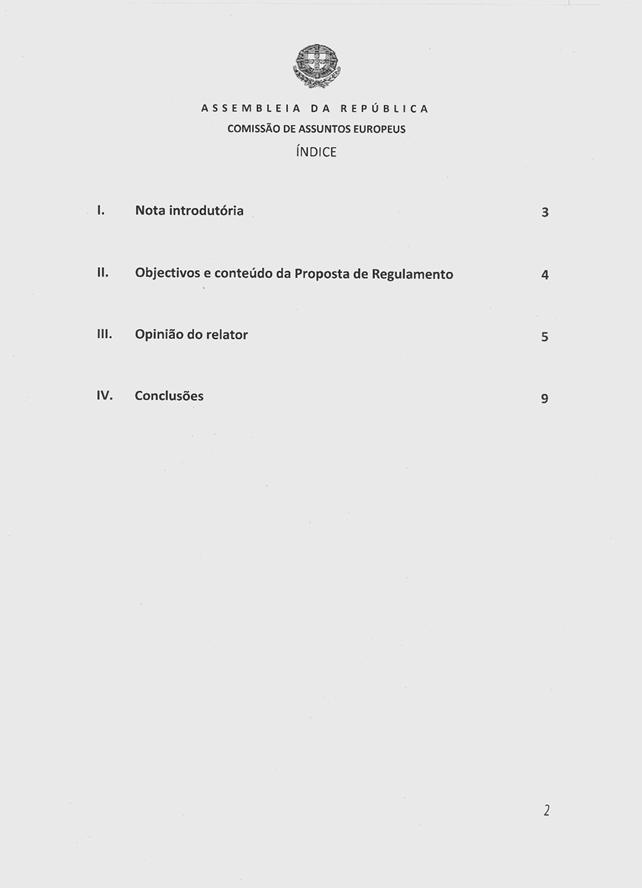 ASSEMBLEIA DA REPÚBLICA
COMISSÃO DE ASSUNTOS EUROPEUS
ÍNDICE
I. Nota introdutória 3
II. Objectivos e conteúdo da Proposta de Regulamento 4
III. Opinião do relator 5
IV. Conclusões 9
2